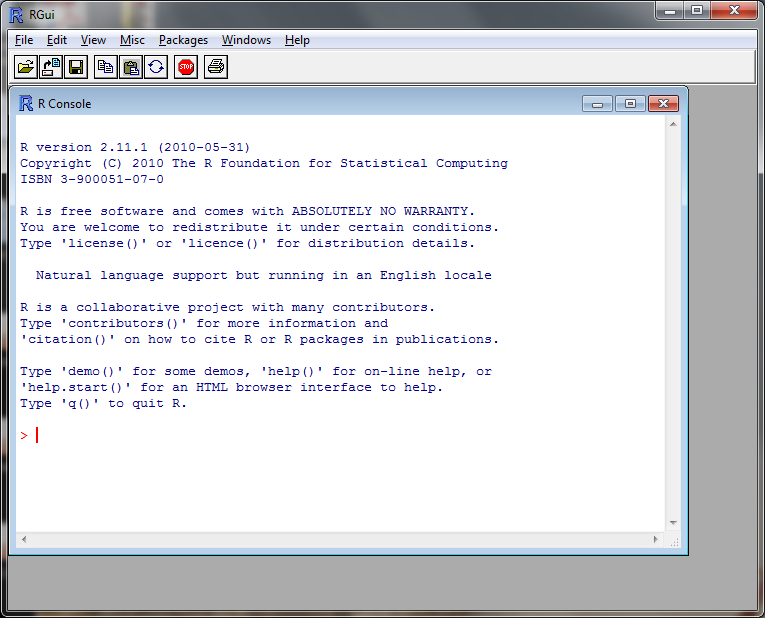 RGui
File Edit View Misc Packages Windows Help
STOP
R Console
R version 2.11.1 (2010-05-31)
Copyright (C) 2010 The R Foundation for Statistical Computing
ISBN 3-900051-07-0
R is free software and comes with ABSOLUTELY NO WARRANTY.
You are welcome to redistribute it under certain conditions.
Type 'license()' or 'licence()' for distribution details.
Natural language support but running in an English locale
R is a collaborative project with many contributors.
Type 'contributors()' for more information and
'citation()' on how to cite R or R packages in publications.
Type 'demo()' for some demos, 'help()' for on-line help, or
'help.start()' for an HTML browser interface to help.
Type 'q()' to quit R.
>